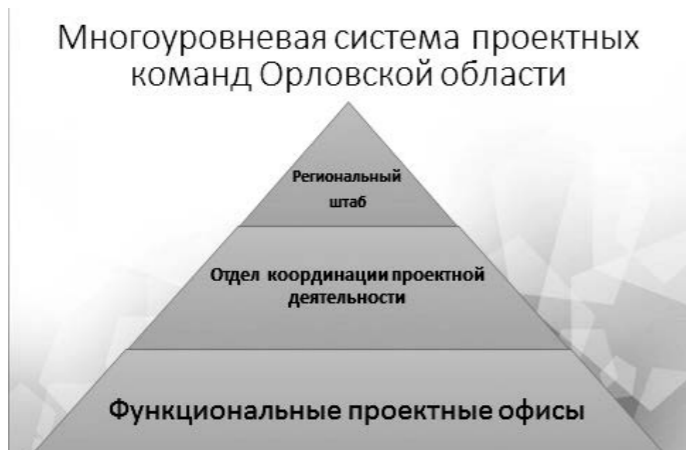 Многоуровневая система проектных
команд Орловской области
Региональный
штаб
Отдел координации проектной
деятельности
Функциональные проектные офисы